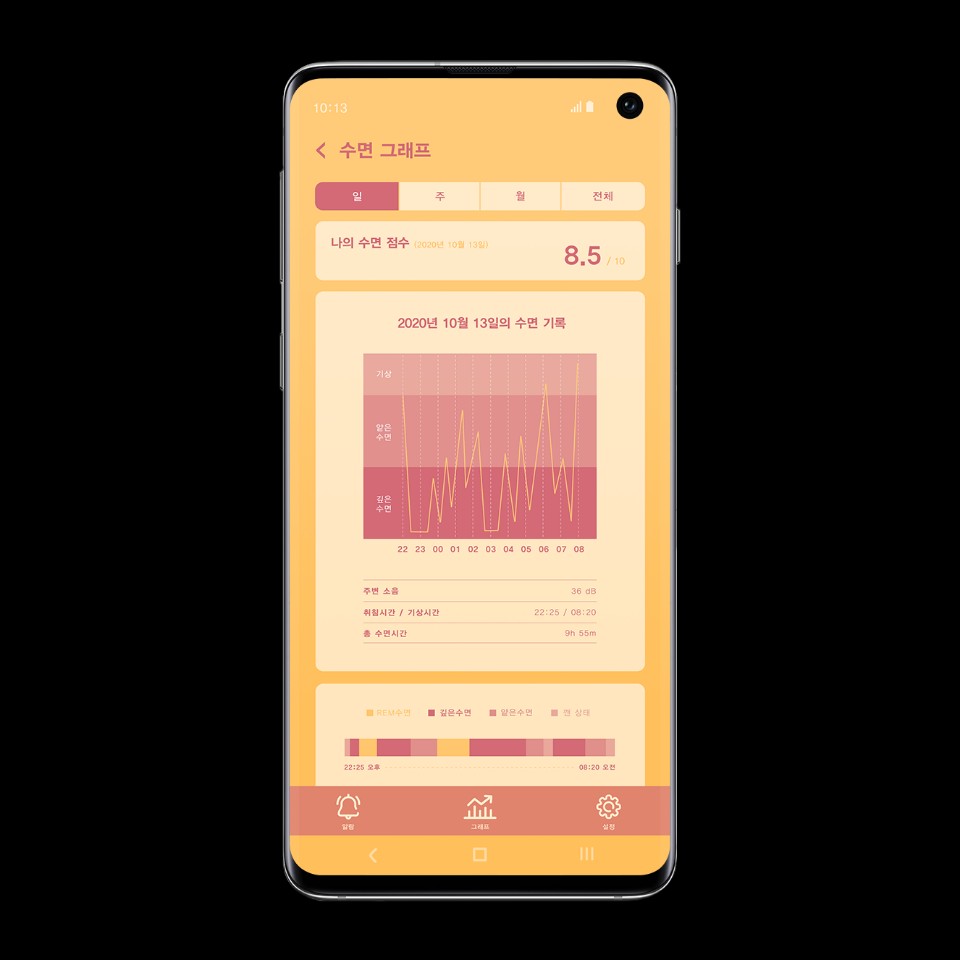 10:13
수면 그래프
일 주 월 전체
나의 수면 점수 (2020년 10월 13일)
8.5 / 10
2020년 10월 13일의 수면 기록
기상
얕은
수면
깊은
수면
22 23 00 01 02 03 04 05 06 07 08
주변 소음 36 dB
취침시간 / 기상시간 22:25 / 08:20
총 수면시간 9h 55m
REM수면 깊은수면 얕은수면 깬 상태
22:25 오후 08:20 오전
알람 그래프 설정